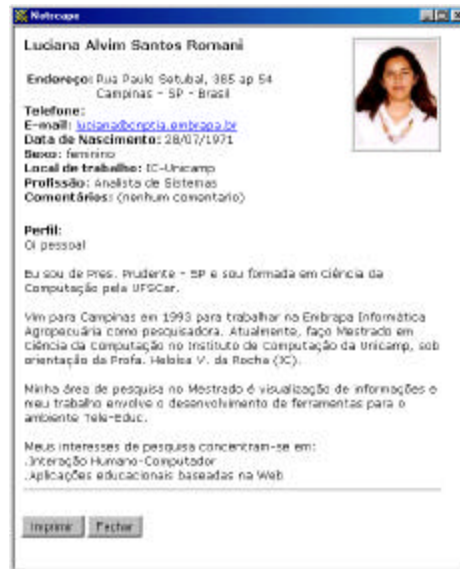 Netscape
Luciana Alvim Santos Romani
Endereço: Rua Paulo Setubal, 385 ap 54
Campinas - SP - Brasil
Telefone:
E-mail: luciana@cnptia.embrapa.br
Data de Nascimento: 28/07/1971
Sexo: feminino
Local de trabalho: IC-Unicamp
Profissão: Analista de Sistemas
Comentários: (nenhum comentario)
Perfil:
Oi pessoal
Eu sou de Pres. Prudente - SP e sou formada em Ciência da
Computação pela UFSCar.
Vim para Campinas em 1993 para trabalhar na Embrapa Informática
Agropecuária como pesquisadora. Atualmente, faço Mestrado em
Ciência da Computação no Instituto de Computação da Unicamp, sob
orientação da Profa. Heloisa V. da Rocha (IC).
Minha área de pesquisa no Mestrado é visualização de informações e
meu trabalho envolve o desenvolvimento de ferramentas para o
ambiente Tele-Educ.
Meus interesses de pesquisa concentram-se em:
.Interação Humano-Computador
.Aplicações educacionais baseadas na Web
Imprimir Fechar